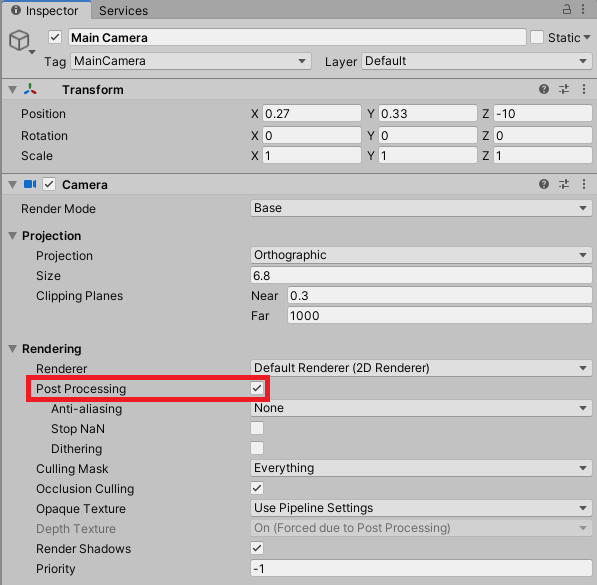 Inspector Services
Main Camera Static
Tag MainCamera Layer Default
Transform
Position X 0.27 Y 0.33 Z -10
Rotation X 0 Y 0 Z 0
Scale X 1 Y 1 Z 1
Camera
Render Mode Base
Projection
Projection Orthographic
Size 6.8
Clipping Planes Near 0.3
Far 1000
Rendering
Renderer Default Renderer (2D Renderer)
Post Processing
Anti-aliasing None
Stop NaN
Dithering
Culling Mask Everything
Occlusion Culling
Opaque Texture Use Pipeline Settings
Depth Texture On (Forced due to Post Processing)
Render Shadows
Priority -1